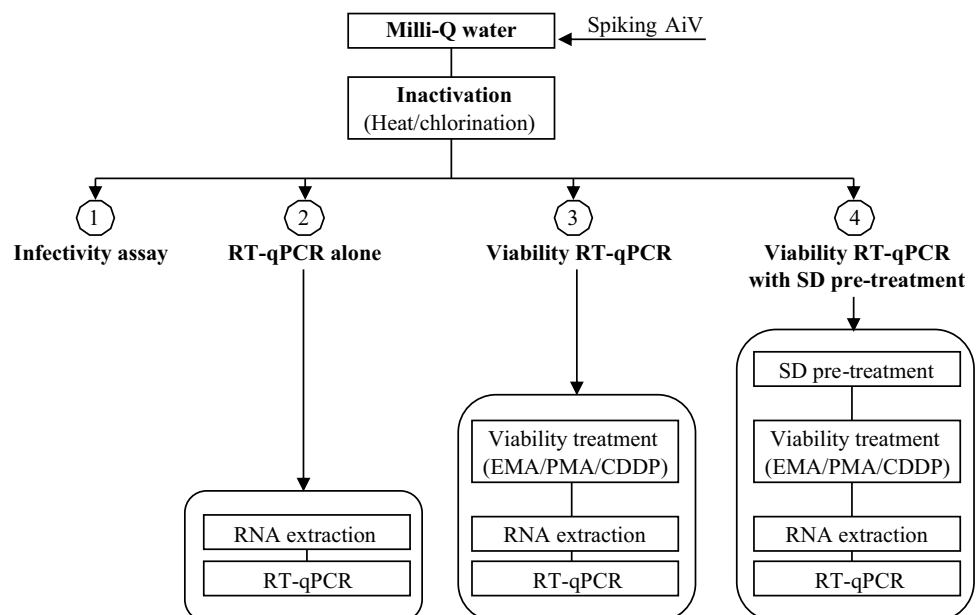 Milli-Q water
Spiking AiV
Inactivation
(Heat/chlorination)
1
Infectivity assay
2
RT-qPCR alone
RNA extraction
RT-qPCR
3
Viability RT-qPCR
Viability treatment
(EMA/PMA/CDDP)
RNA extraction
RT-qPCR
4
Viability RT-qPCR
with SD pre-treatment
SD pre-treatment
Viability treatment
(EMA/PMA/CDDP)
RNA extraction
RT-qPCR